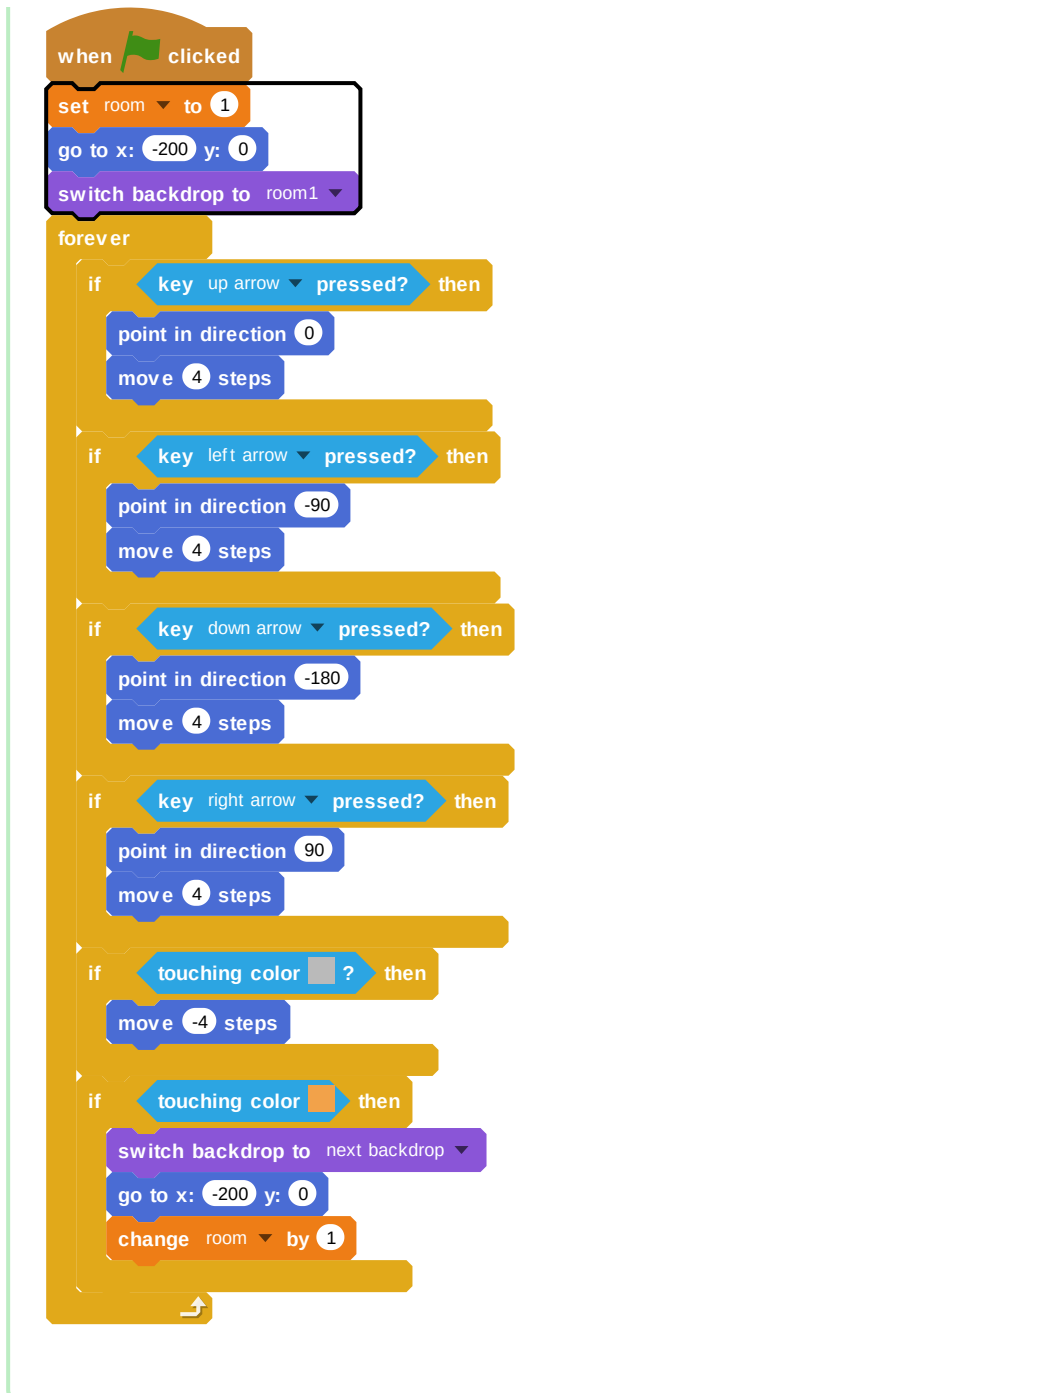 when clicked
set room to 1
go to x: -200 y: 0
switch backdrop to room1
forever
if key up arrow pressed? then
point in direction 0
move 4 steps
if key left arrow pressed? then
point in direction -90
move 4 steps
if key down arrow pressed? then
point in direction -180
move 4 steps
if key right arrow pressed? then
point in direction 90
move 4 steps
if touching color ? then
move -4 steps
if touching color then
switch backdrop to next backdrop
go to x: -200 y: 0
change room by 1